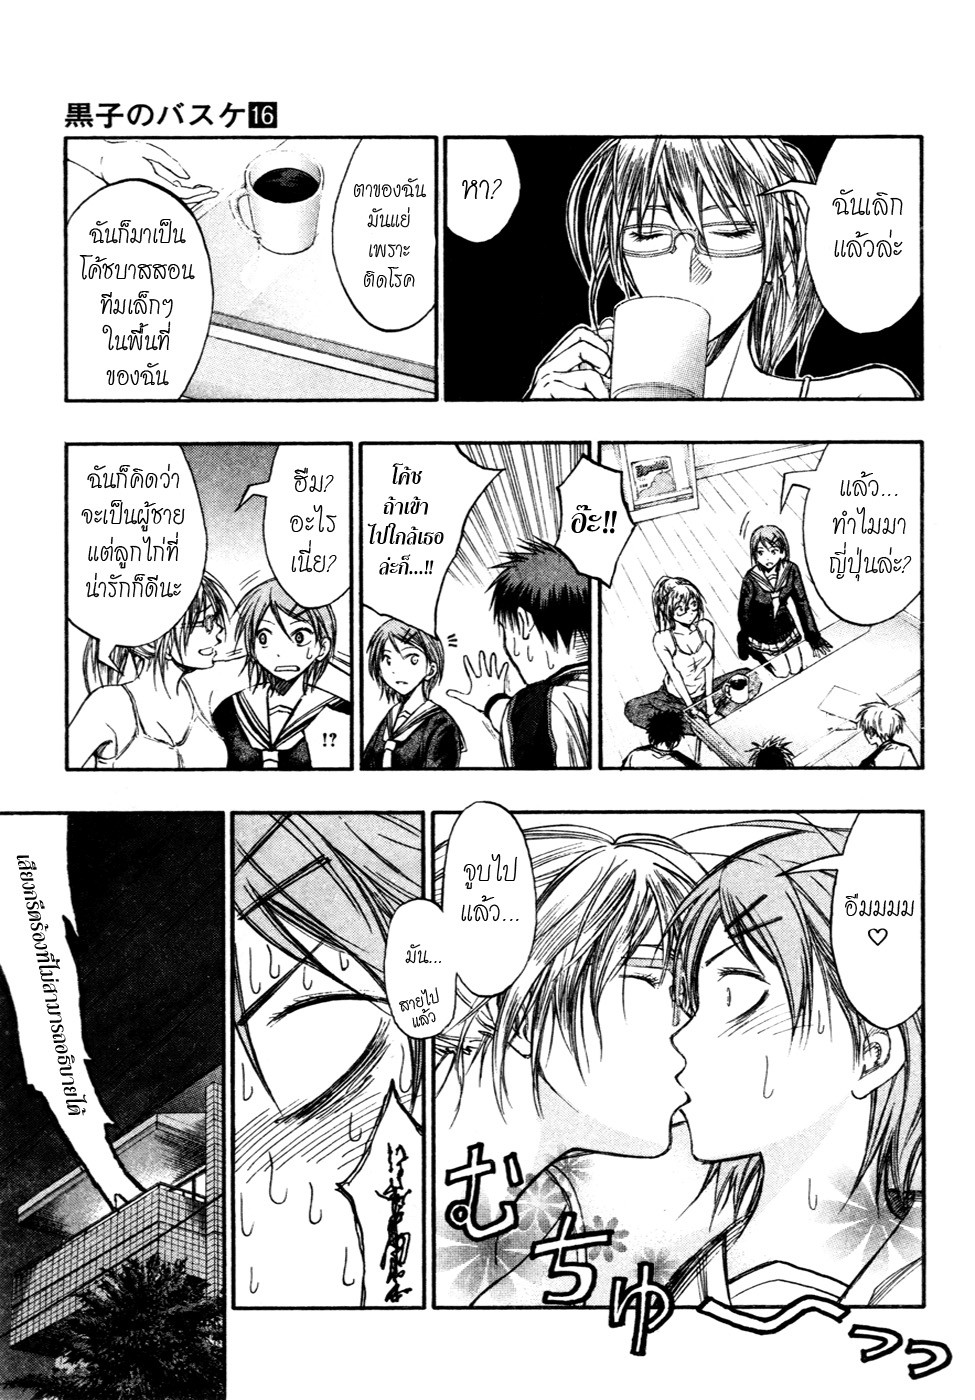 黒子のバスケ16
ฉันเลิก
แล้วล่ะ
หา?
ตาของฉัน
มันแย่
เพราะ
ติดโรค
ฉันก็มาเป็น
โค้ชบาสสอน
ทีมเล็กๆ
ในพื้นที่
ของฉัน
แล้ว...
ทำไมมา
ญี่ปุ่นล่ะ?
อ๊ะ!!
โค้ช
ถ้าเข้า
ไปใกล้เธอ
ล่ะก็...!!
ฮืม?
อะไร
เนี่ย?
!?
ฉันก็คิดว่า
จะเป็นผู้ชาย
แต่ลูกไก่ที่
น่ารักก็ดีนะ
อืมมมม
♡
จูบไป
แล้ว...
มัน...
สายไป
แล้ว
むちゅ〜〜っっ
เสียงกรีดร้องที่ไม่สามารถอธิบายได้